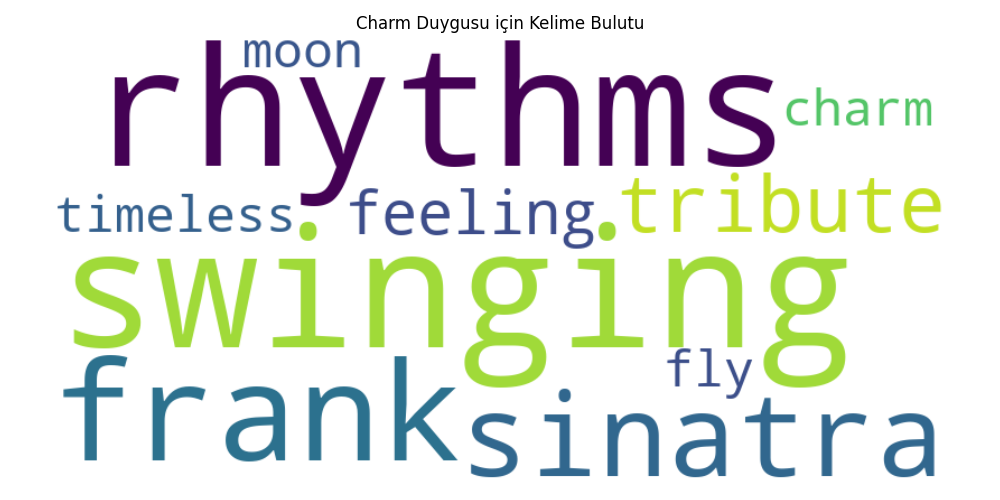 Charm Duygusu için Kelime Bulutu
moon
rhythms
charm
timeless feeling tribute
swinging
fly
frank sinatra